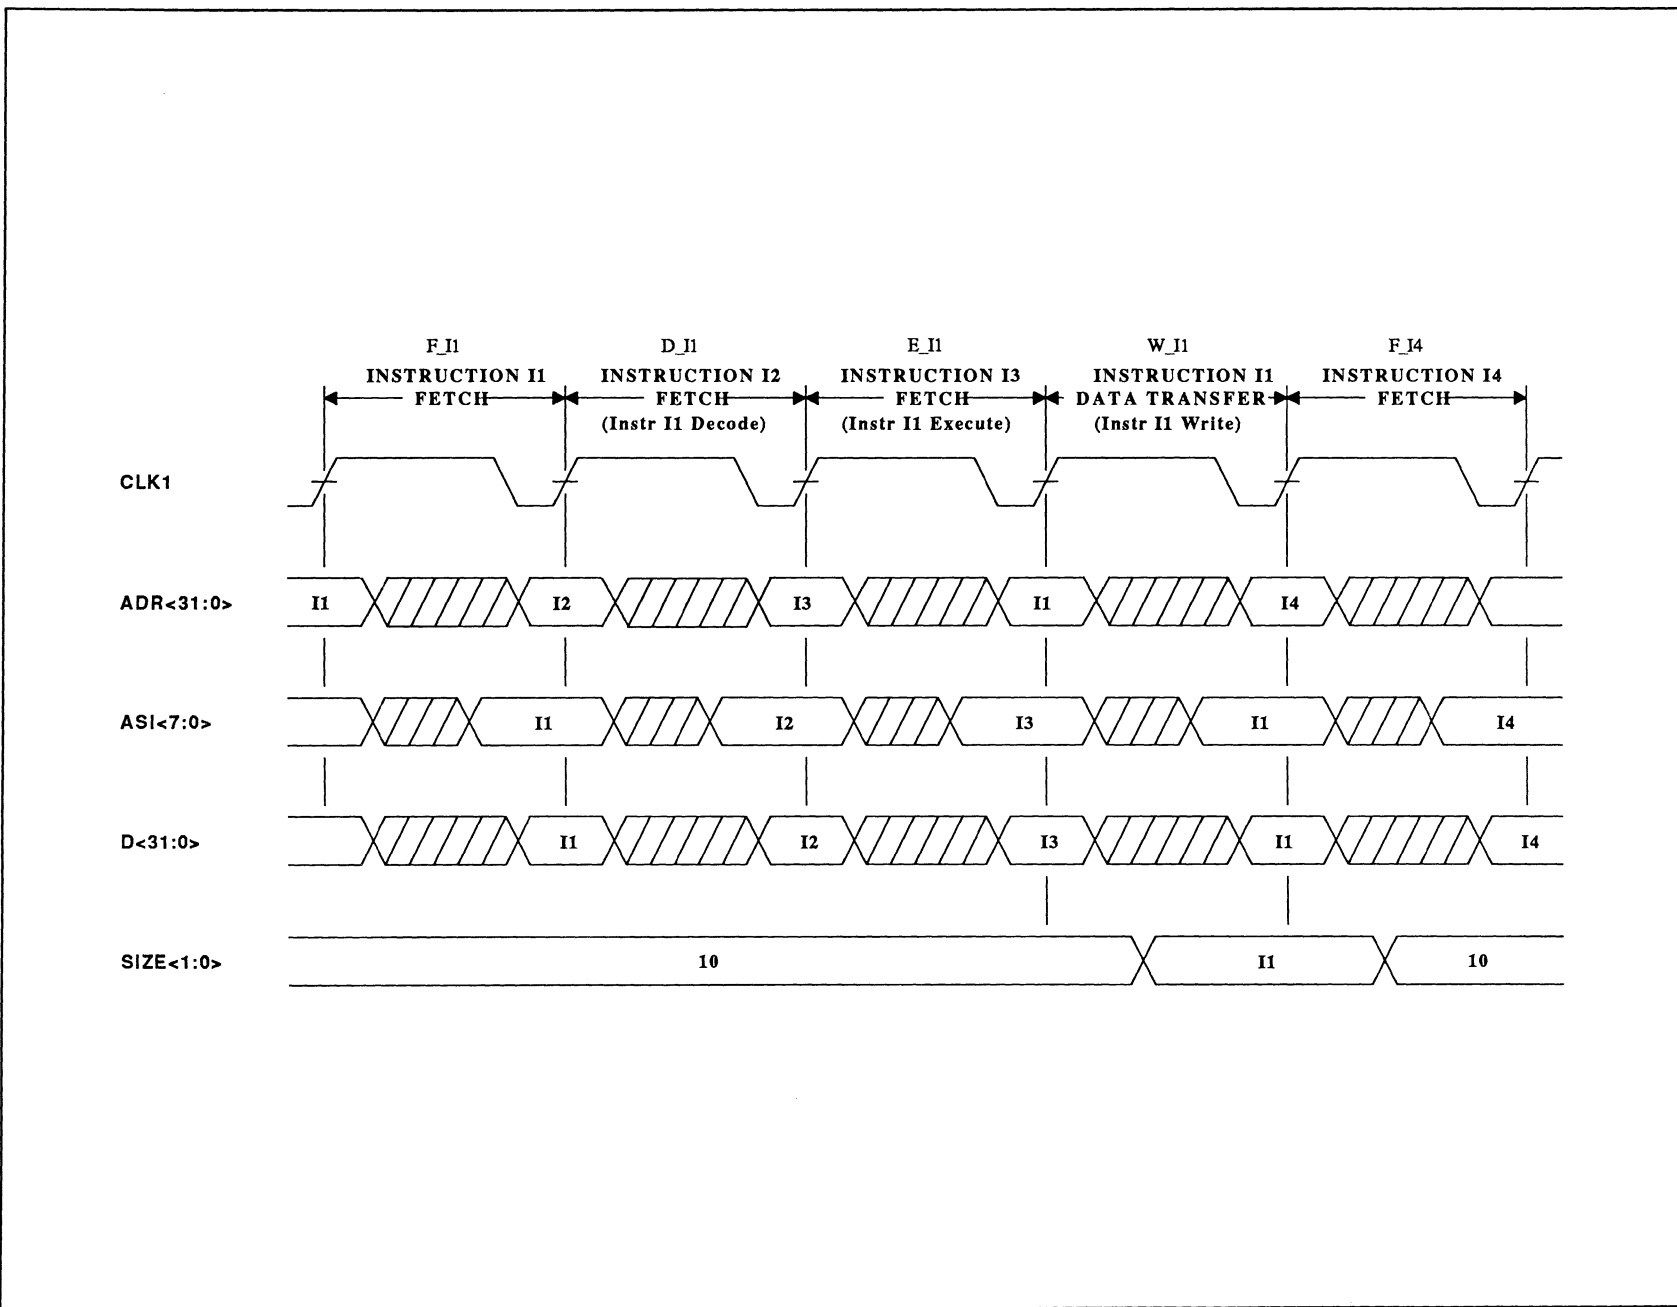 F_I1 D_I1 E_I1 W_I1 F_I4
INSTRUCTION I1 INSTRUCTION I2 INSTRUCTION I3 INSTRUCTION I1 INSTRUCTION I4
FETCH FETCH FETCH DATA TRANSFER FETCH
(Instr I1 Decode) (Instr I1 Execute) (Instr I1 Write)
CLK1
ADR<31:0> I1 I2 I3 I1 I4
ASI<7:0> I1 I2 I3 I1 I4
D<31:0> I1 I2 I3 I1 I4
SIZE<1:0> 10 I1 10